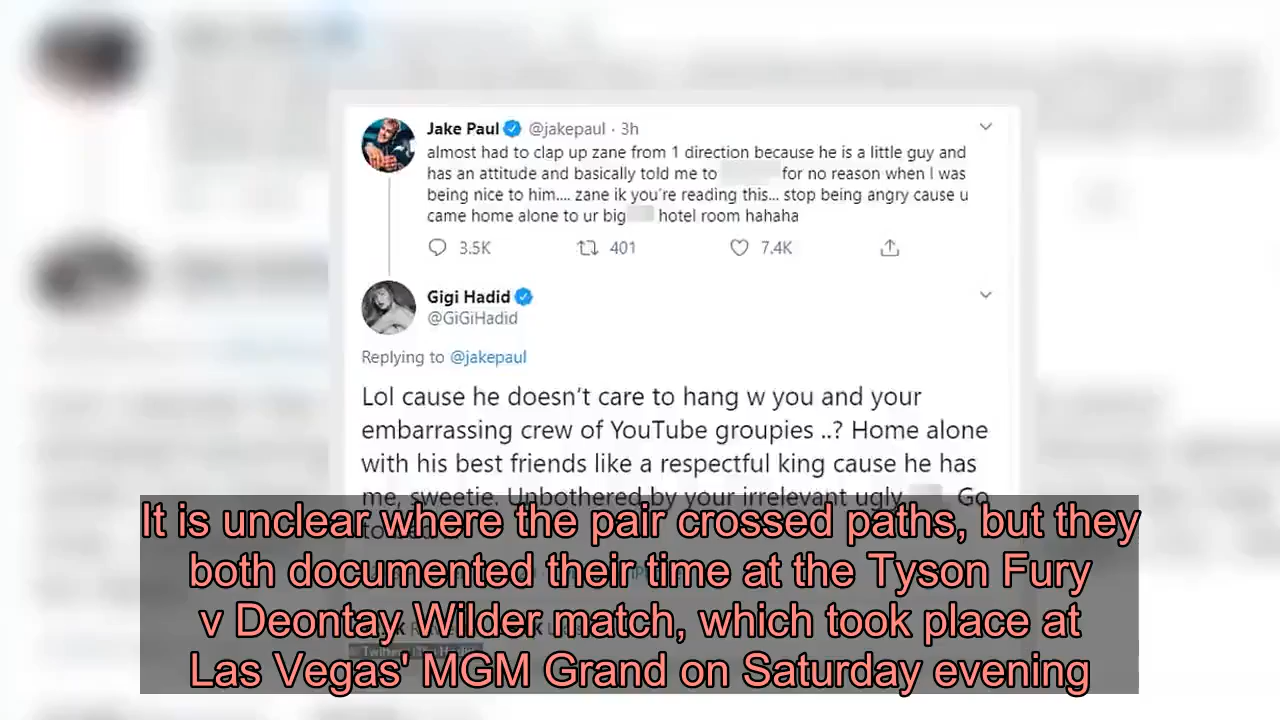 Jake Paul @jakepaul · 3h
almost had to clap up zane from 1 direction because he is a little guy and
has an attitude and basically told me to for no reason when I was
being nice to him.... zane ik you're reading this... stop being angry cause u
came home alone to ur big hotel room hahaha
3.5K 401 7.4K
Gigi Hadid
@GiGiHadid
Replying to @jakepaul
Lol cause he doesn't care to hang w you and your
embarrassing crew of YouTube groupies ..? Home alone
with his best friends like a respectful king cause he has
me, sweetie. Unbothered by your irrelevant ugly . Go
It is unclear where the pair crossed paths, but they
both documented their time at the Tyson Fury
v Deontay Wilder match, which took place at
Las Vegas' MGM Grand on Saturday evening